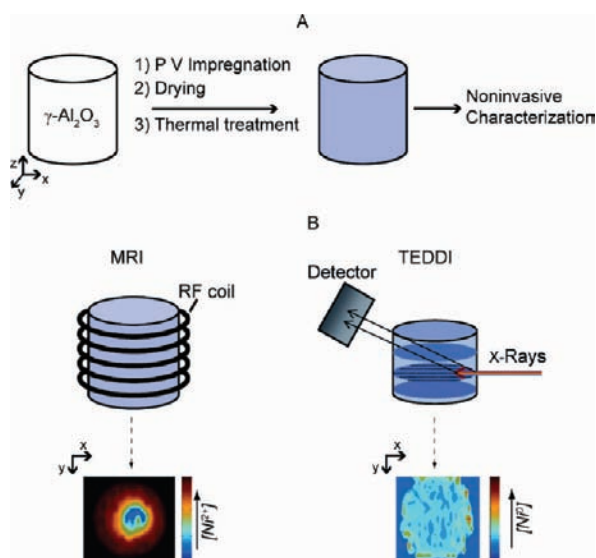 A
γ-Al₂O₃
1) P V Impregnation
2) Drying
3) Thermal treatment
Noninvasive
Characterization
z
x
y
B
MRI
RF coil
TEDDI
Detector
x-Rays
x
y
[Ni²⁺]
x
y
[Ni⁰]